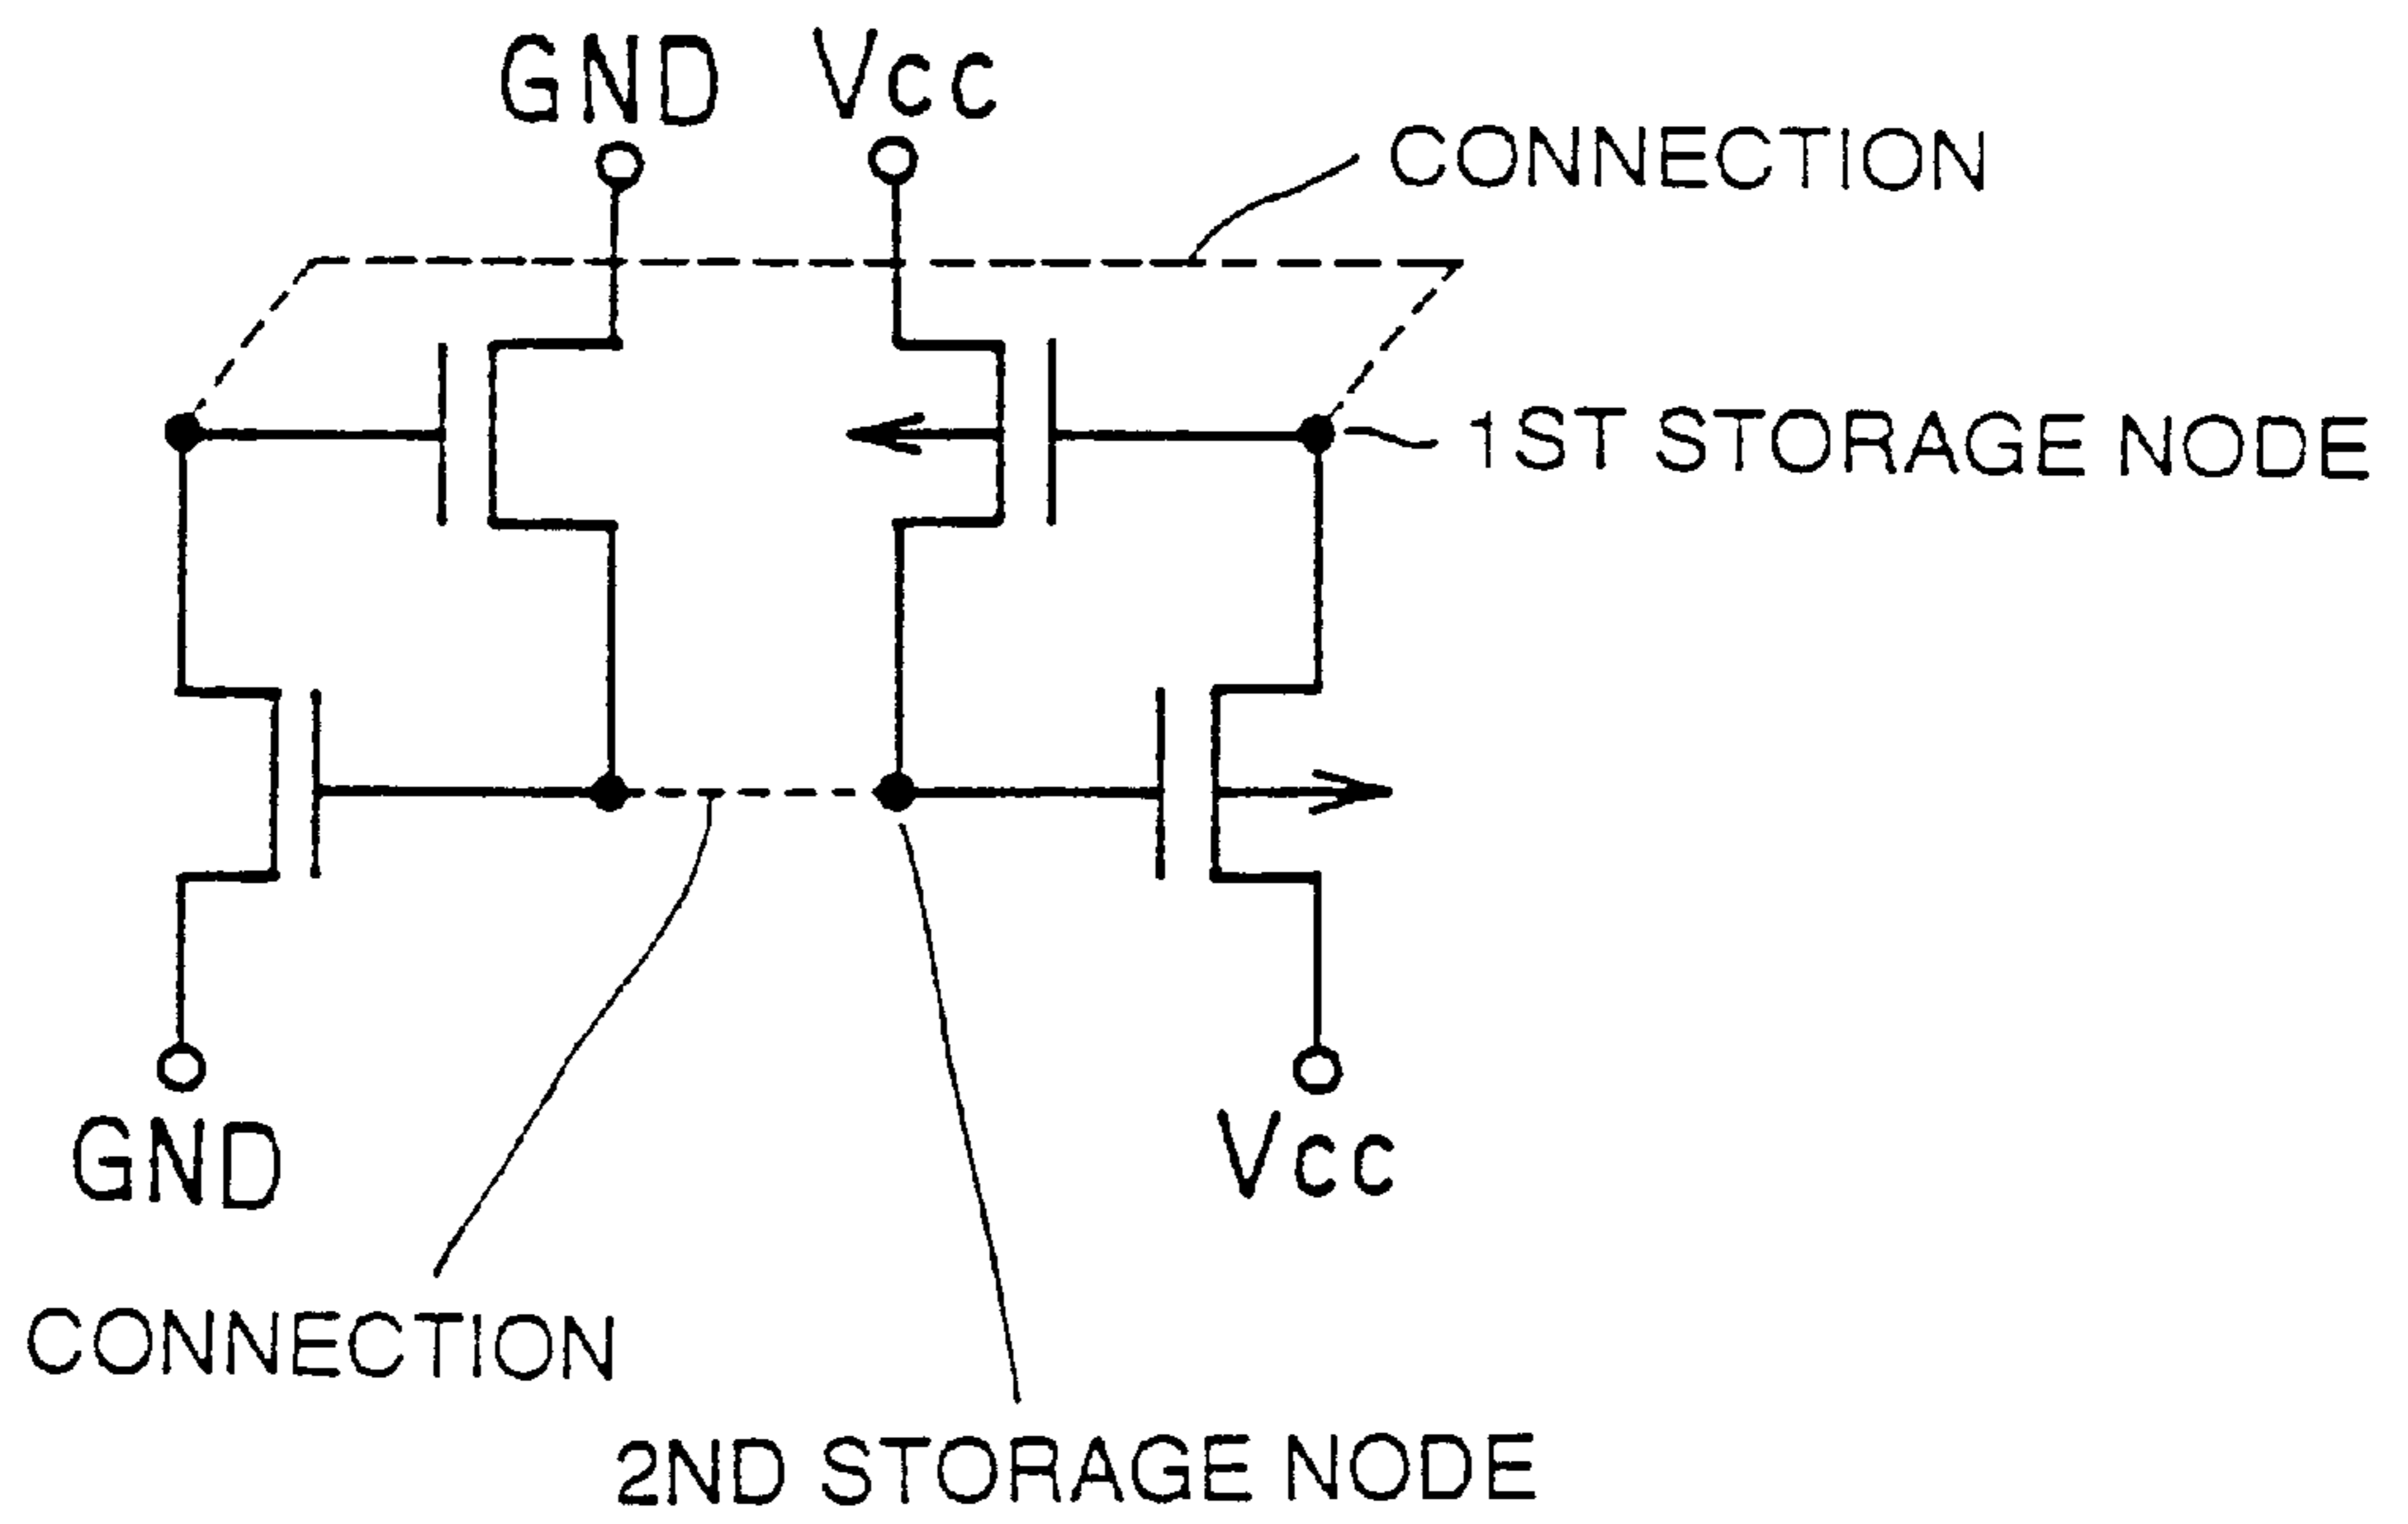 GND Vcc
CONNECTION
1ST STORAGE NODE
GND
Vcc
CONNECTION
2ND STORAGE NODE